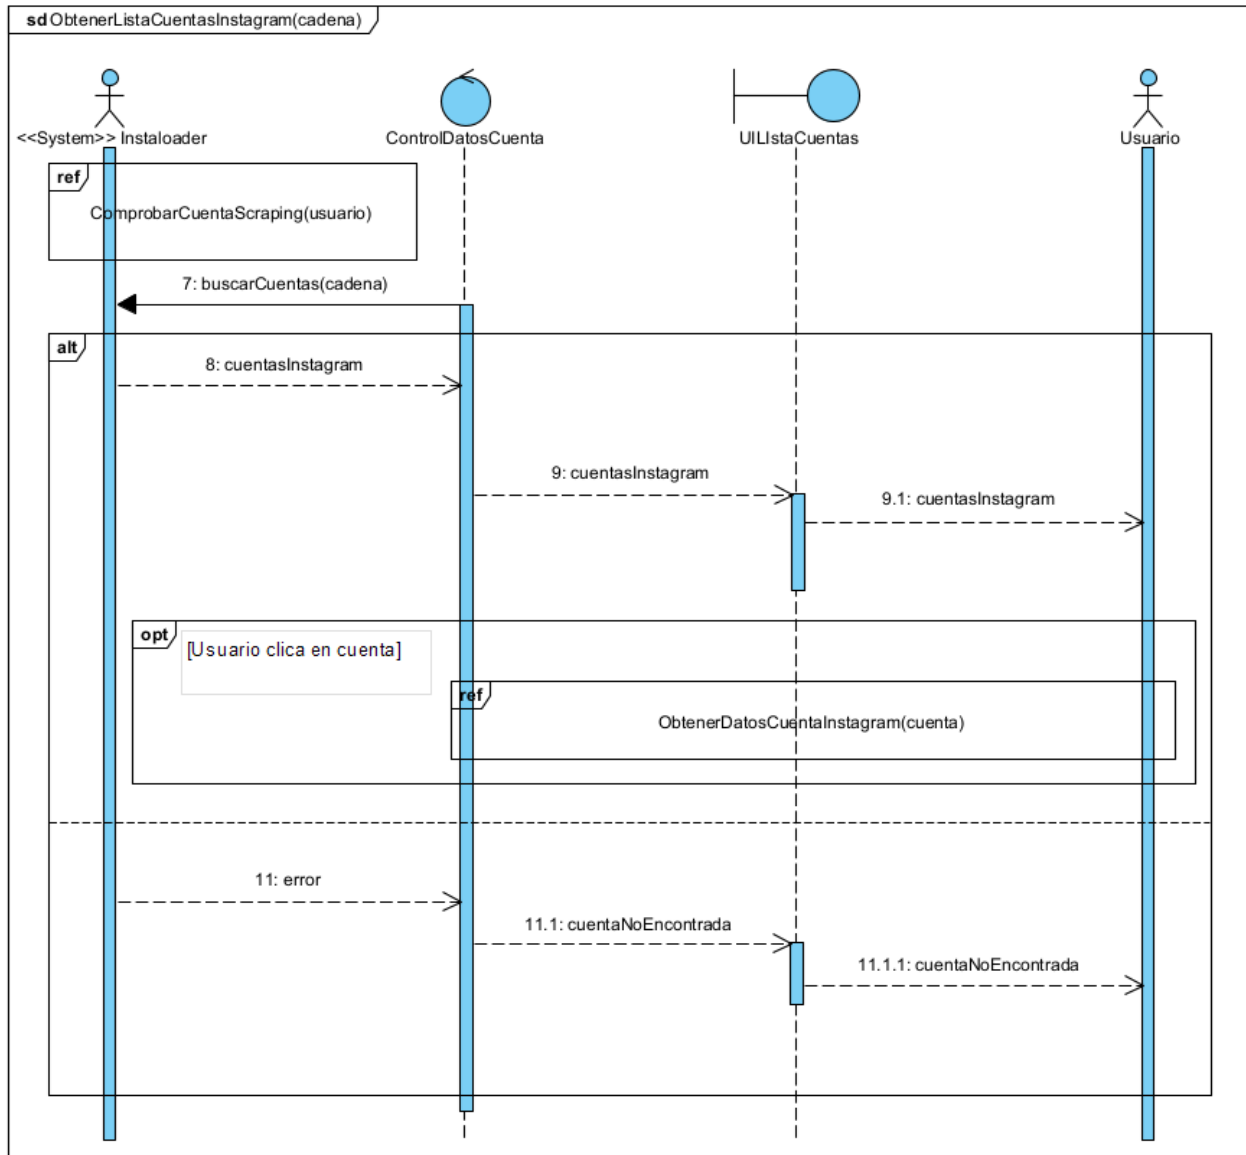 sd ObtenerListaCuentasInstagram(cadena)
<<System>> Instaloader
ControlDatosCuenta
UILIstaCuentas
Usuario
ref
ComprobarCuentaScraping(usuario)
7: buscarCuentas(cadena)
alt
8: cuentasInstagram
9: cuentasInstagram
9.1: cuentasInstagram
opt
[Usuario clica en cuenta]
ref
ObtenerDatosCuentaInstagram(cuenta)
11: error
11.1: cuentaNoEncontrada
11.1.1: cuentaNoEncontrada